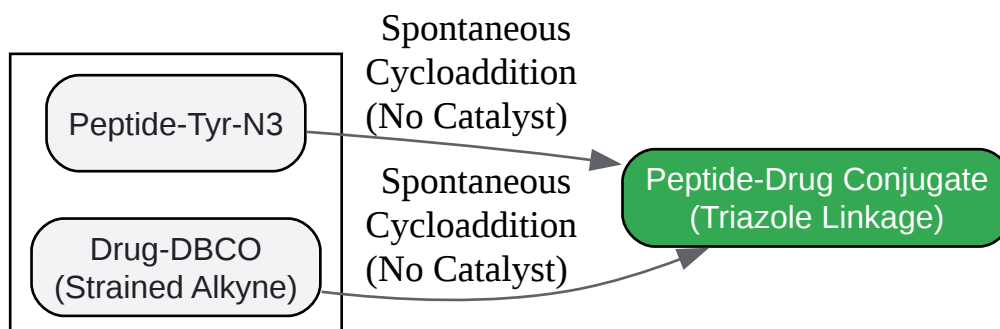 Spontaneous
Cycloaddition
(No Catalyst)
Peptide-Tyr-N3
Peptide-Drug Conjugate
(Triazole Linkage)
Spontaneous
Cycloaddition
(No Catalyst)
Drug-DBCO
(Strained Alkyne)